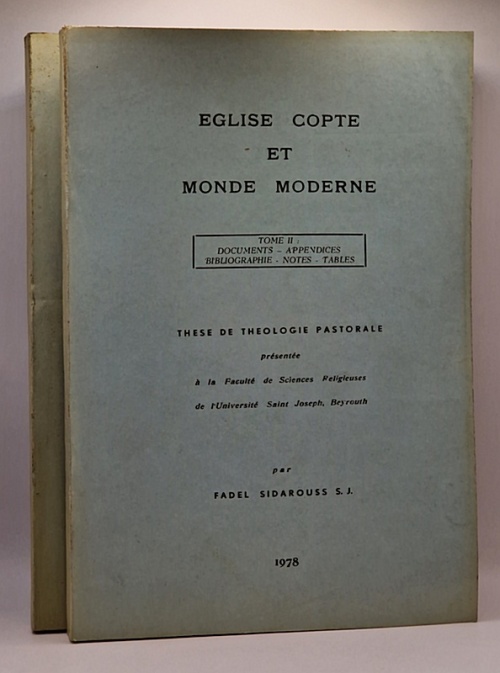 EGLISE COPTE
ET
MONDE MODERNE
TOME II :
DOCUMENTS - APPENDICES
BIBLIOGRAPHIE - NOTES - TABLES
THESE DE THEOLOGIE PASTORALE
présentée
à la Faculté de Sciences Religieuses
de l'Université Saint Joseph, Beyrouth
par
FADEL SIDAROUSS S. J.
1978